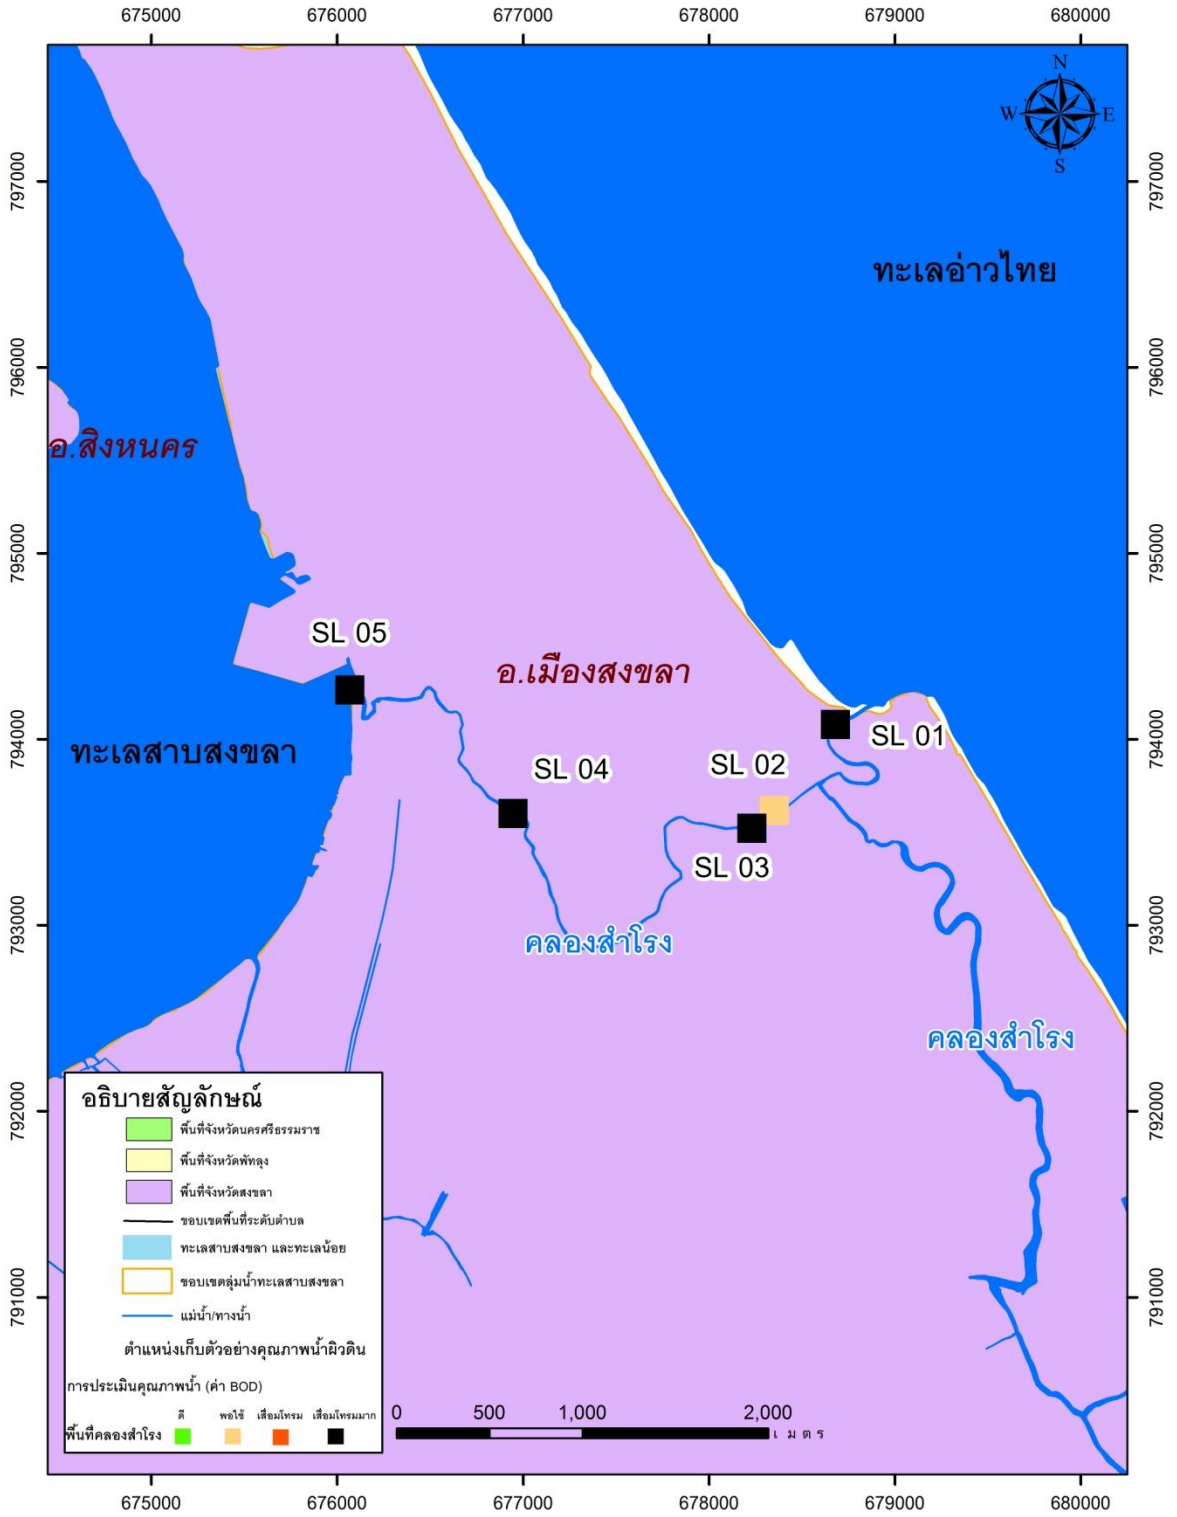 675000 676000 677000 678000 679000 680000
N
W E
S
797000 797000
ทะเลอ่าวไทย
796000 796000
อ.สิงหนคร
795000 795000
SL 05
อ.เมืองสงขลา
794000 794000
ทะเลสาบสงขลา
SL 01
SL 02
SL 04
SL 03
793000 793000
คลองสำโรง
คลองสำโรง
792000 792000
อธิบายสัญลักษณ์
พื้นที่จังหวัดนครศรีธรรมราช
พื้นที่จังหวัดพัทลุง
พื้นที่จังหวัดสงขลา
ขอบเขตพื้นที่ระดับตำบล
ทะเลสาบสงขลา และทะเลน้อย
ขอบเขตลุ่มน้ำทะเลสาบสงขลา
791000 791000
แม่น้ำ/ทางน้ำ
ตำแหน่งเก็บตัวอย่างคุณภาพน้ำผิวดิน
การประเมินคุณภาพน้ำ (ค่า BOD)
ดี พอใช้ เสื่อมโทรม เสื่อมโทรมมาก
พื้นที่คลองสำโรง
0 500 1,000 2,000
เมตร
675000 676000 677000 678000 679000 680000